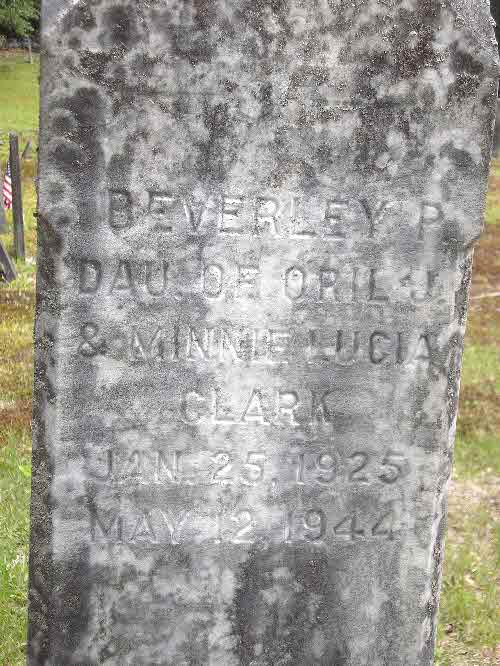 BEVERLEY P.
DAU. OF ORIL J.
& MINNIE LUCIA
CLARK
JAN. 25, 1925
MAY 12, 1944